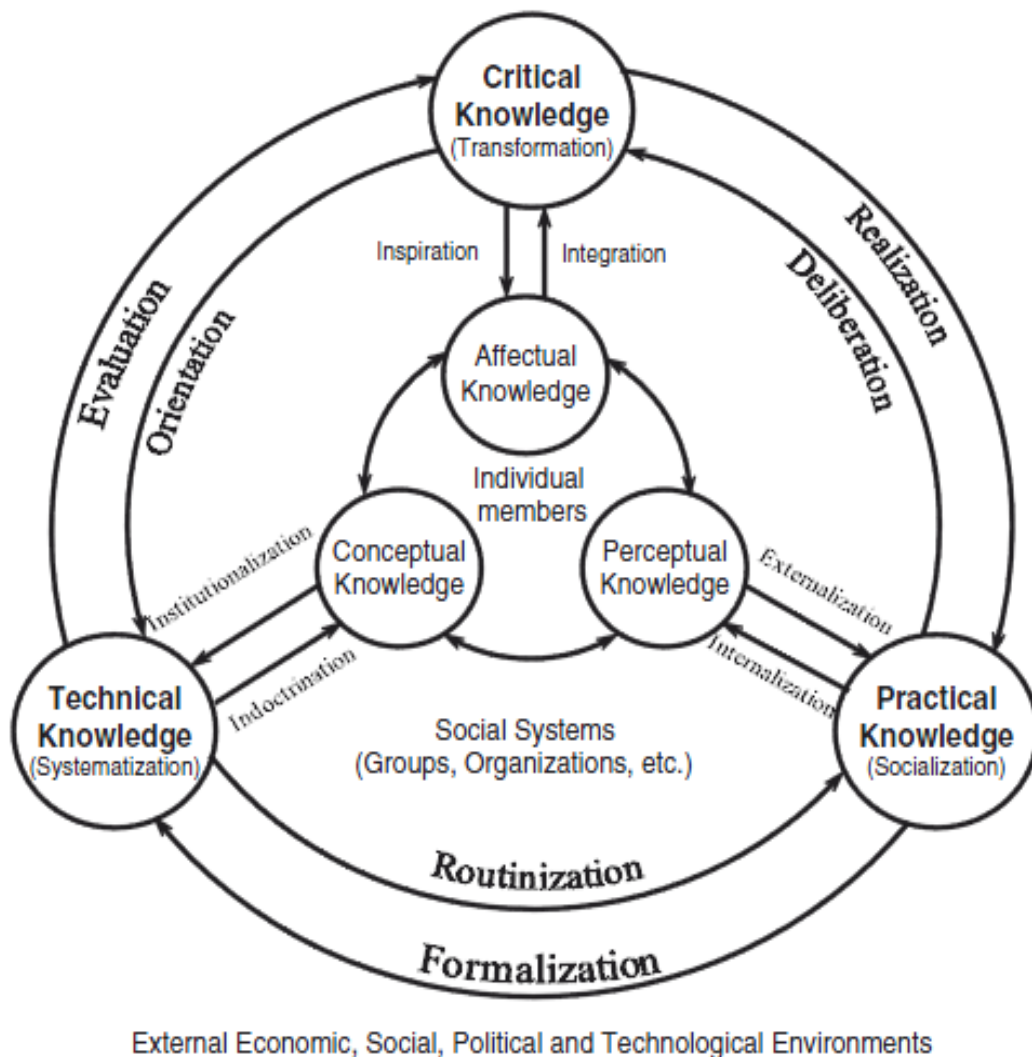 Critical
Knowledge
(Transformation)
Evaluation
Orientation
Inspiration
Integration
Deliberation
Realization
Affectual
Knowledge
Individual
members
Conceptual
Knowledge
Perceptual
Knowledge
Institutionalization
Indoctrination
Externalization
Internalization
Technical
Knowledge
(Systematization)
Social Systems
(Groups, Organizations, etc.)
Practical
Knowledge
(Socialization)
Routinization
Formalization
External Economic, Social, Political and Technological Environments